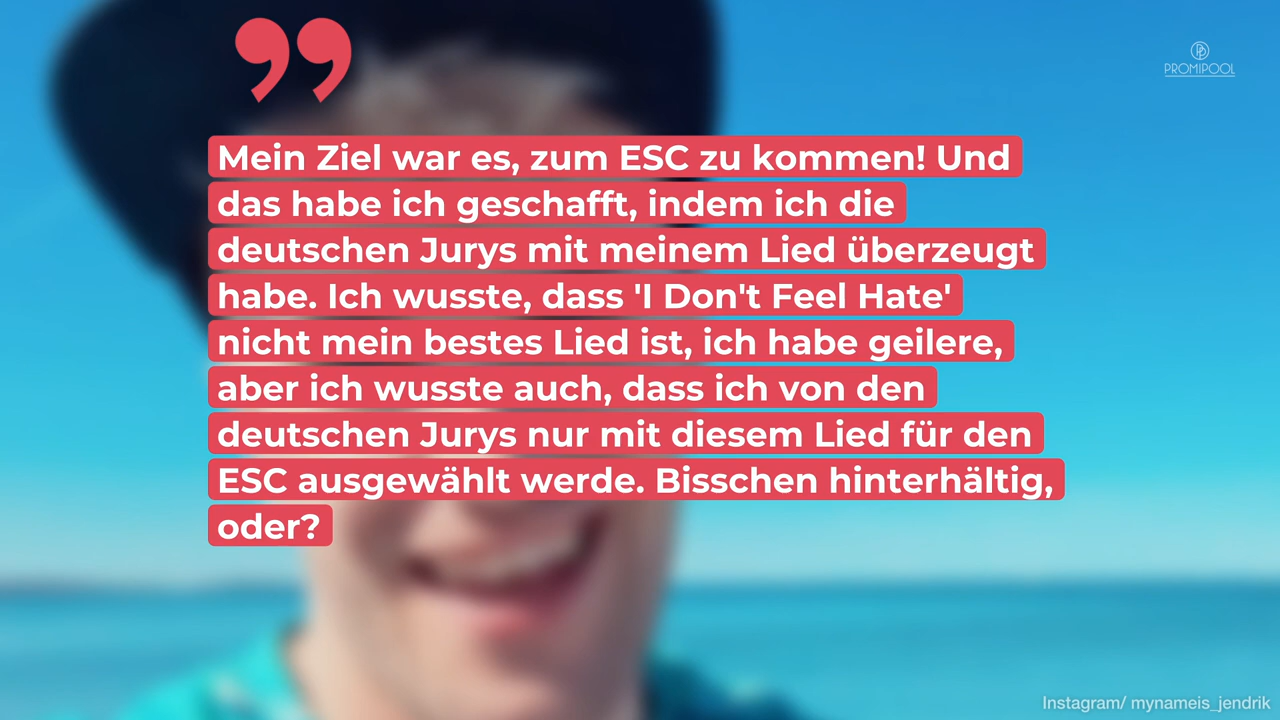 ”
PROMIPOOL
Mein Ziel war es, zum ESC zu kommen! Und
das habe ich geschafft, indem ich die
deutschen Jurys mit meinem Lied überzeugt
habe. Ich wusste, dass 'I Don't Feel Hate'
nicht mein bestes Lied ist, ich habe geilere,
aber ich wusste auch, dass ich von den
deutschen Jurys nur mit diesem Lied für den
ESC ausgewählt werde. Bisschen hinterhältig,
oder?
Instagram/ mynameis_jendrik